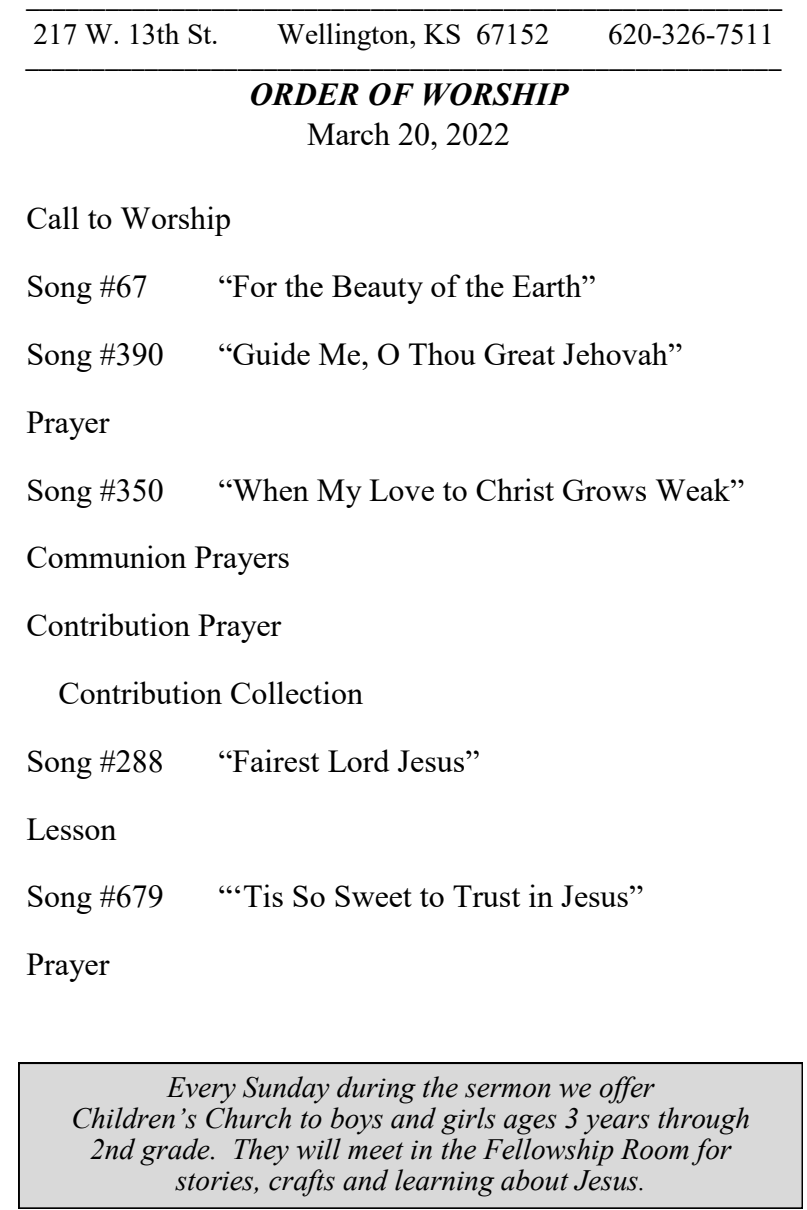 217 W. 13th St. Wellington, KS 67152 620-326-7511
ORDER OF WORSHIP
March 20, 2022
Call to Worship
Song #67 “For the Beauty of the Earth”
Song #390 “Guide Me, O Thou Great Jehovah”
Prayer
Song #350 “When My Love to Christ Grows Weak”
Communion Prayers
Contribution Prayer
Contribution Collection
Song #288 “Fairest Lord Jesus”
Lesson
Song #679 “‘Tis So Sweet to Trust in Jesus”
Prayer
Every Sunday during the sermon we offer
Children’s Church to boys and girls ages 3 years through
2nd grade. They will meet in the Fellowship Room for
stories, crafts and learning about Jesus.